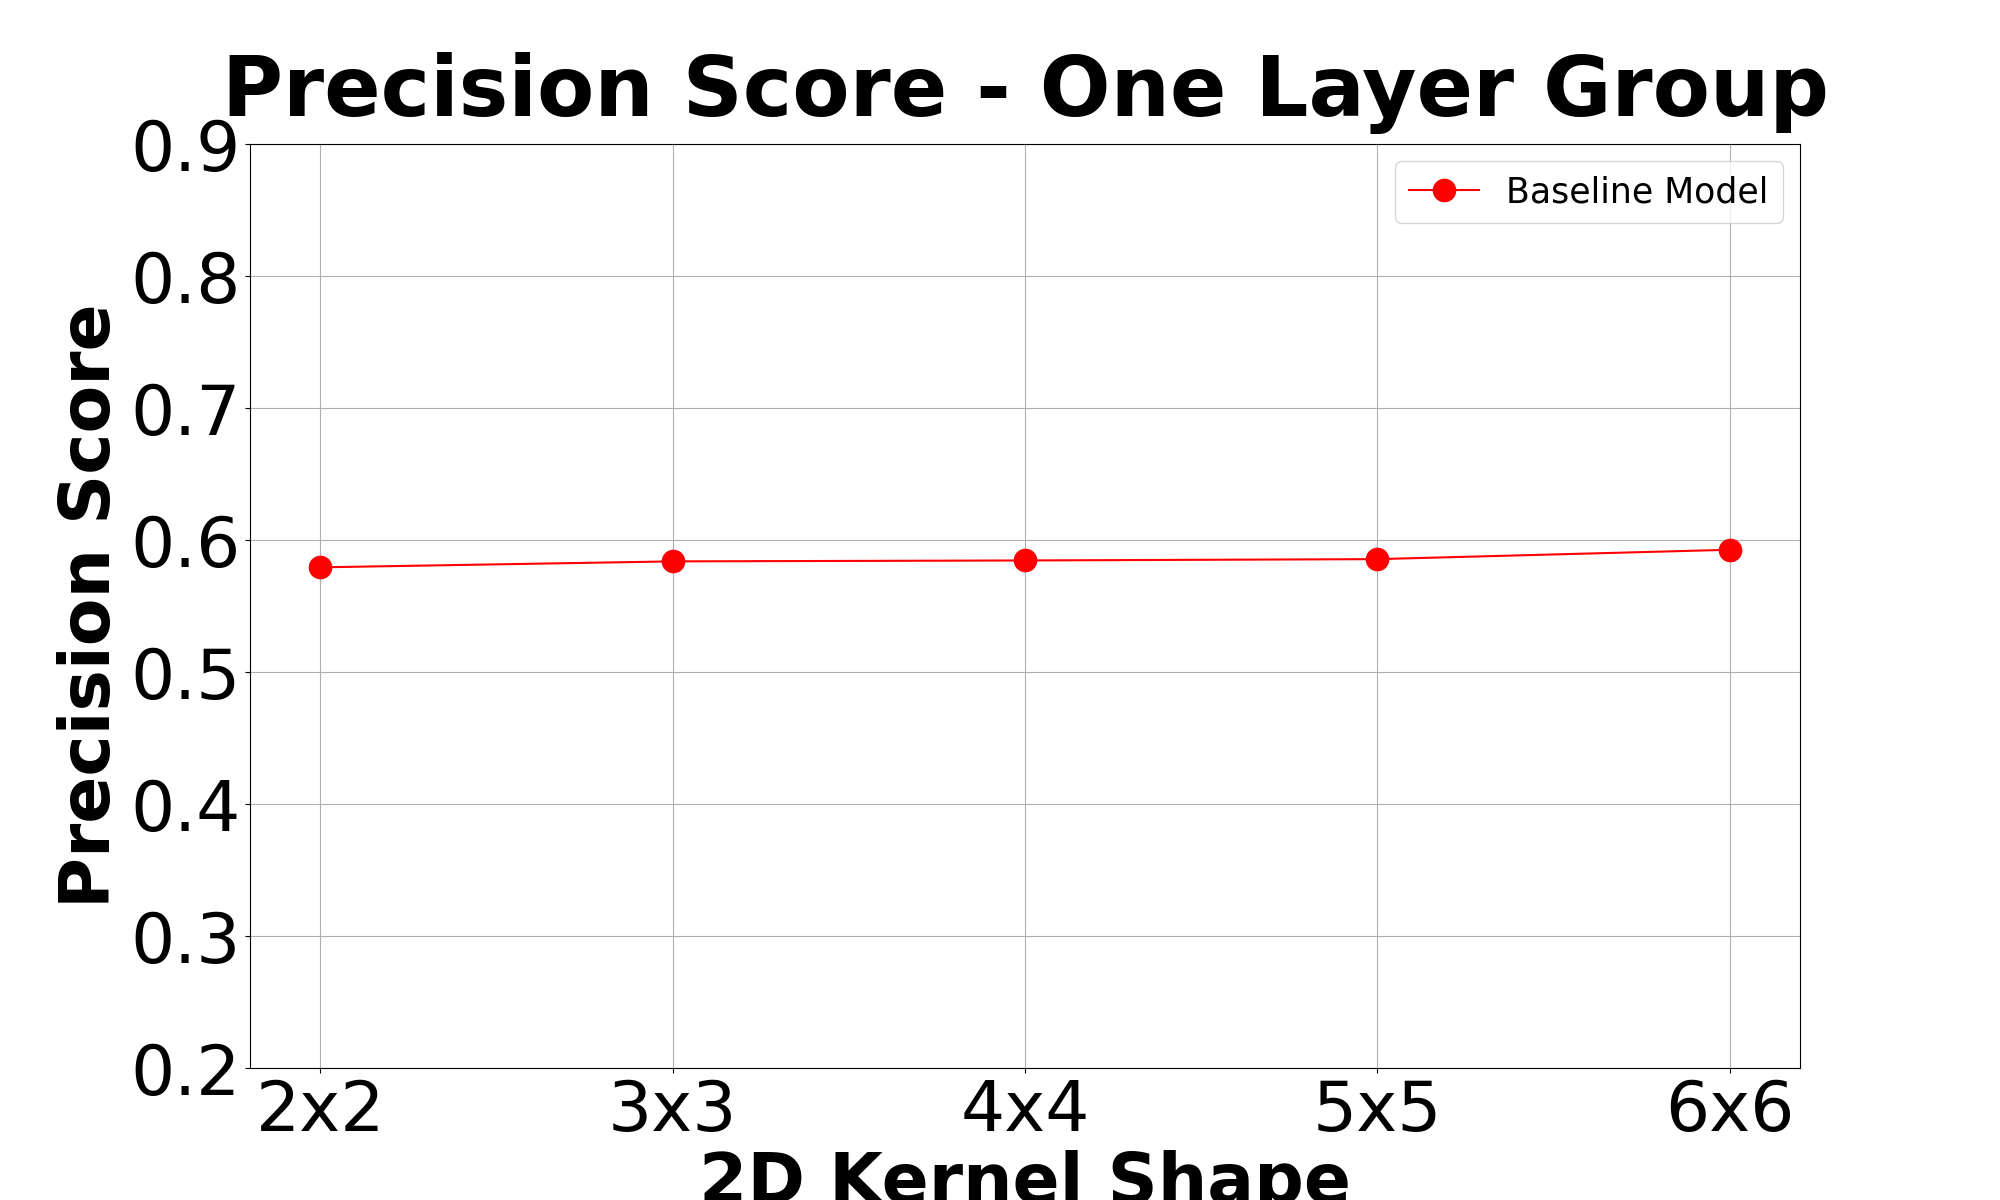 Precision Score - One Layer Group
Baseline Model
Precision Score
0.9
0.8
0.7
0.6
0.5
0.4
0.3
0.2
2x2 3x3 4x4 5x5 6x6
2D Kernel Shape